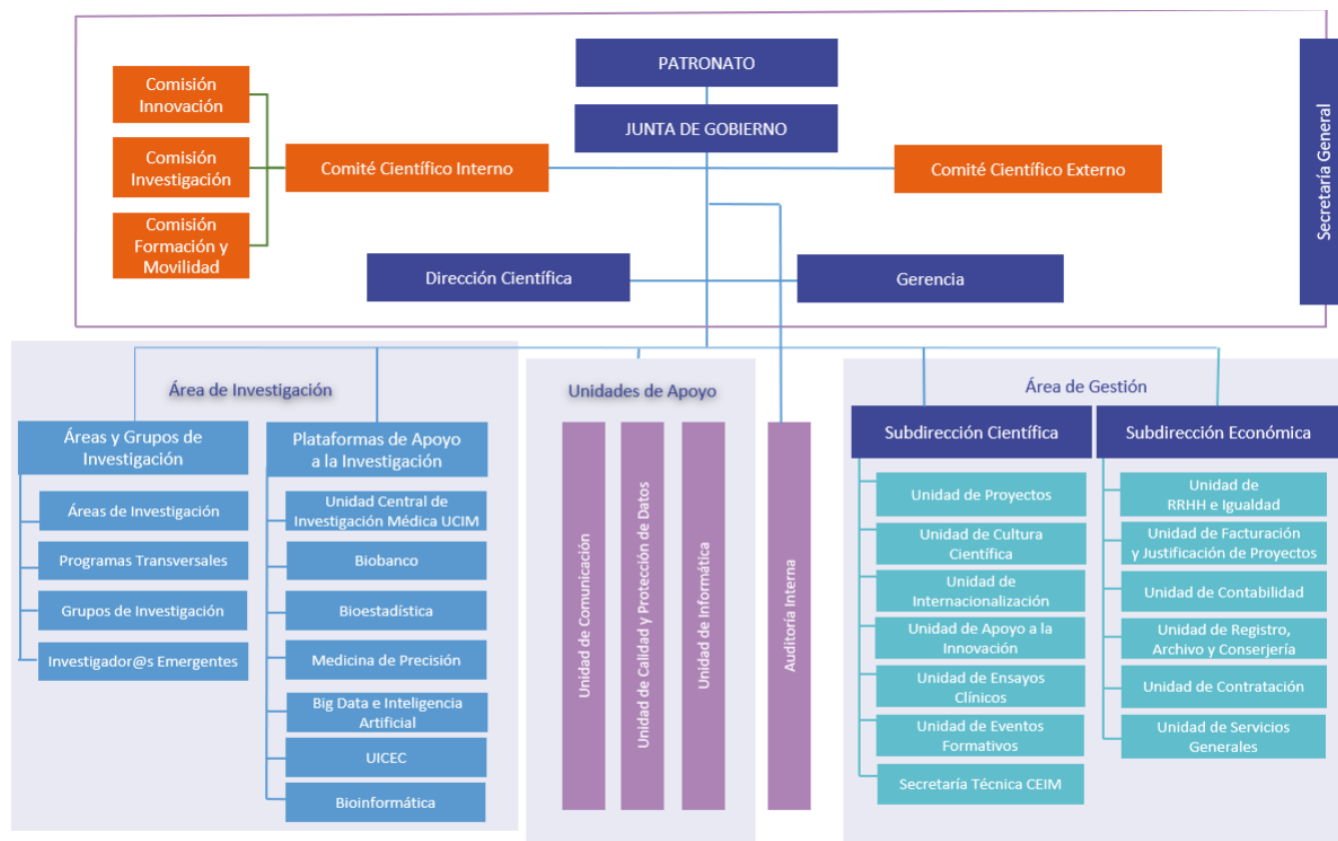 PATRONATO
JUNTA DE GOBIERNO
Secretaría General
Comisión
Innovación
Comisión
Investigación
Comisión
Formación y
Movilidad
Comité Científico Interno
Comité Científico Externo
Dirección Científica
Gerencia
Área de Investigación
Áreas y Grupos de
Investigación
Áreas de Investigación
Programas Transversales
Grupos de Investigación
Investigador@s Emergentes
Plataformas de Apoyo
a la Investigación
Unidad Central de
Investigación Médica UCIM
Biobanco
Bioestadística
Medicina de Precisión
Big Data e Inteligencia
Artificial
UICEC
Bioinformática
Unidades de Apoyo
Unidad de Comunicación
Unidad de Calidad y Protección de Datos
Unidad de Informática
Auditoría Interna
Área de Gestión
Subdirección Científica
Unidad de Proyectos
Unidad de Cultura
Científica
Unidad de
Internacionalización
Unidad de Apoyo a la
Innovación
Unidad de Ensayos
Clínicos
Unidad de Eventos
Formativos
Secretaría Técnica CEIM
Subdirección Económica
Unidad de
RRHH e Igualdad
Unidad de Facturación
y Justificación de Proyectos
Unidad de Contabilidad
Unidad de Registro,
Archivo y Conserjería
Unidad de Contratación
Unidad de Servicios
Generales